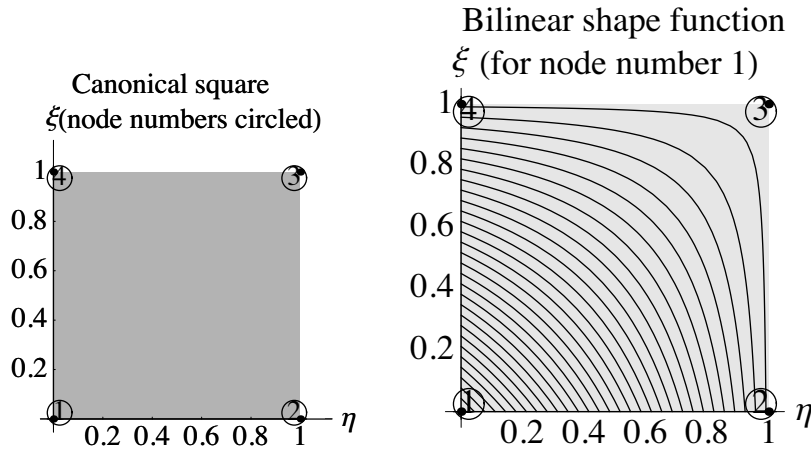 Canonical square
ξ(node numbers circled)
1
4
3
0.8
0.6
0.4
0.2
1
2
η
0.2 0.4 0.6 0.8 1
Bilinear shape function
ξ (for node number 1)
1
4
3
0.8
0.6
0.4
0.2
1
2
η
0.2 0.4 0.6 0.8 1